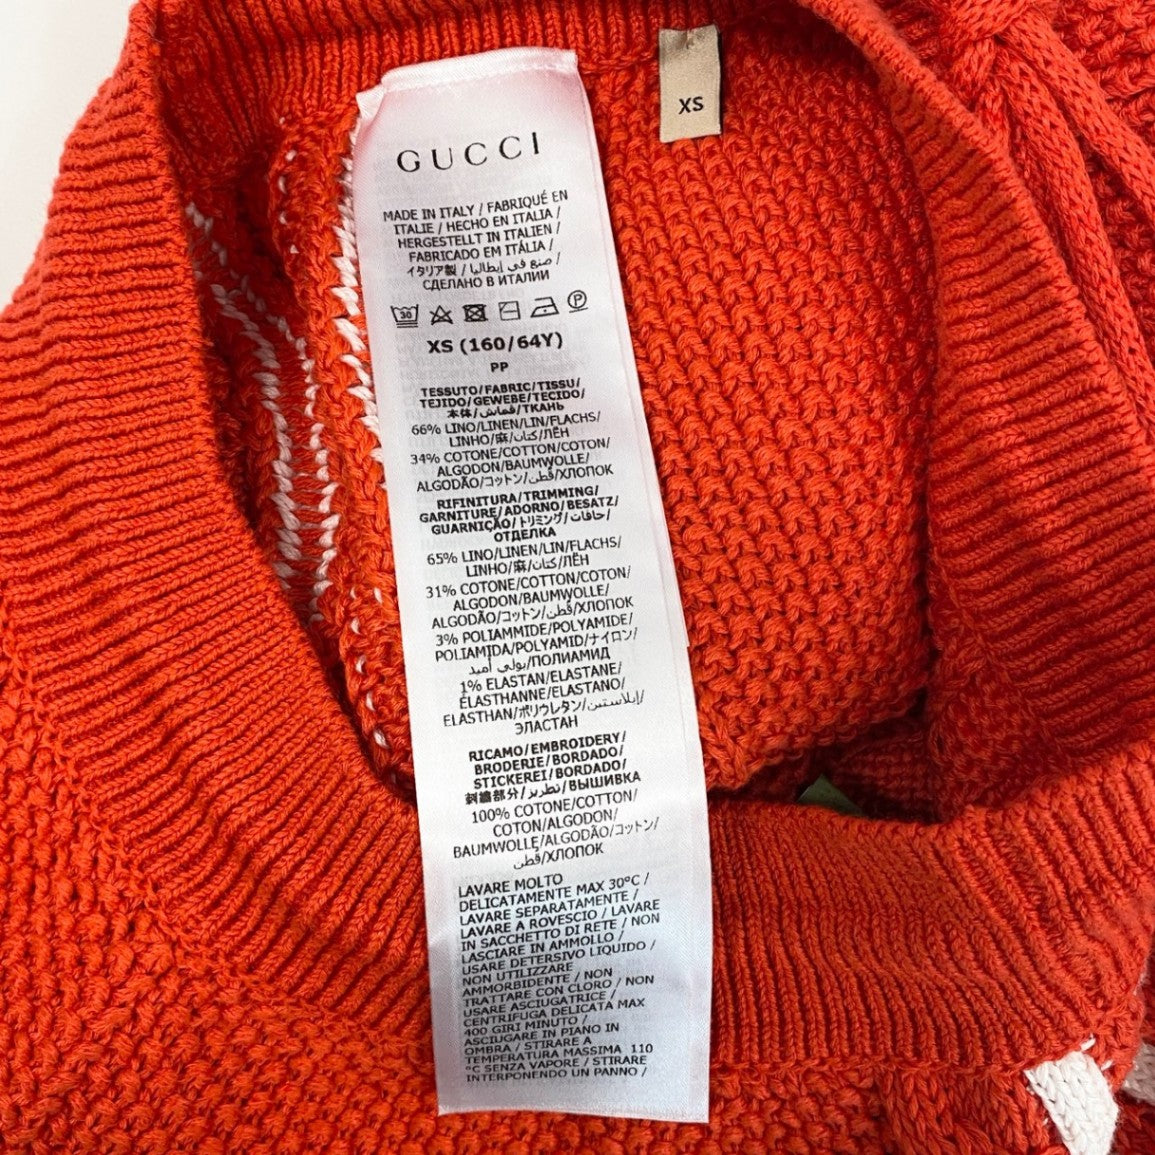 GUCCI
XS
MADE IN ITALY / FABRIQUÉ EN
ITALIE / HECHO EN ITALIA /
HERGESTELLT IN ITALIEN /
FABRICADO EM ITÁLIA /
イタリア製 / صنع في إيطاليا /
СДЕЛАНО В ИТАЛИИ
30
P
XS (160/64Y)
PP
TESSUTO/FABRIC/TISSU/
TEJIDO/GEWEBE/TECIDO/
本体/قماش/ТКАНЬ
66% LINO/LINEN/LIN/FLACHS/
LINHO/麻/كتان/ЛЁН
34% COTONE/COTTON/COTON/
ALGODON/BAUMWOLLE/
ALGODÃO/コットン/قطن/ХЛОПОК
RIFINITURA/TRIMMING/
GARNITURE/ADORNO/BESATZ/
GUARNIÇÃO/トリミング/حافات/
ОТДЕЛКА
65% LINO/LINEN/LIN/FLACHS/
LINHO/麻/كتان/ЛЁН
31% COTONE/COTTON/COTON/
ALGODON/BAUMWOLLE/
ALGODÃO/コットン/قطن/ХЛОПОК
3% POLIAMMIDE/POLYAMIDE/
POLIAMIDA/POLYAMID/ナイロン/
بولي أميد/ПОЛИАМИД
1% ELASTAN/ELASTANE/
ÉLASTHANNE/ELASTANO/
ELASTHAN/ポリウレタン/إيلاستين/
ЭЛАСТАН
RICAMO/EMBROIDERY/
BRODERIE/BORDADO/
STICKEREI/BORDADO/
刺繍部分/تطريز/ВЫШИВКА
100% COTONE/COTTON/
COTON/ALGODON/
BAUMWOLLE/ALGODÃO/コットン/
قطن/ХЛОПОК
LAVARE MOLTO
DELICATAMENTE MAX 30°C /
LAVARE SEPARATAMENTE /
LAVARE A ROVESCIO / LAVARE
IN SACCHETTO DI RETE / NON
LASCIARE IN AMMOLLO /
USARE DETERSIVO LIQUIDO /
NON UTILIZZARE
AMMORBIDENTE / NON
TRATTARE CON CLORO / NON
USARE ASCIUGATRICE /
CENTRIFUGA DELICATA MAX
400 GIRI MINUTO /
ASCIUGARE IN PIANO IN
OMBRA / STIRARE A
TEMPERATURA MASSIMA 110
°C SENZA VAPORE / STIRARE
INTERPONENDO UN PANNO /